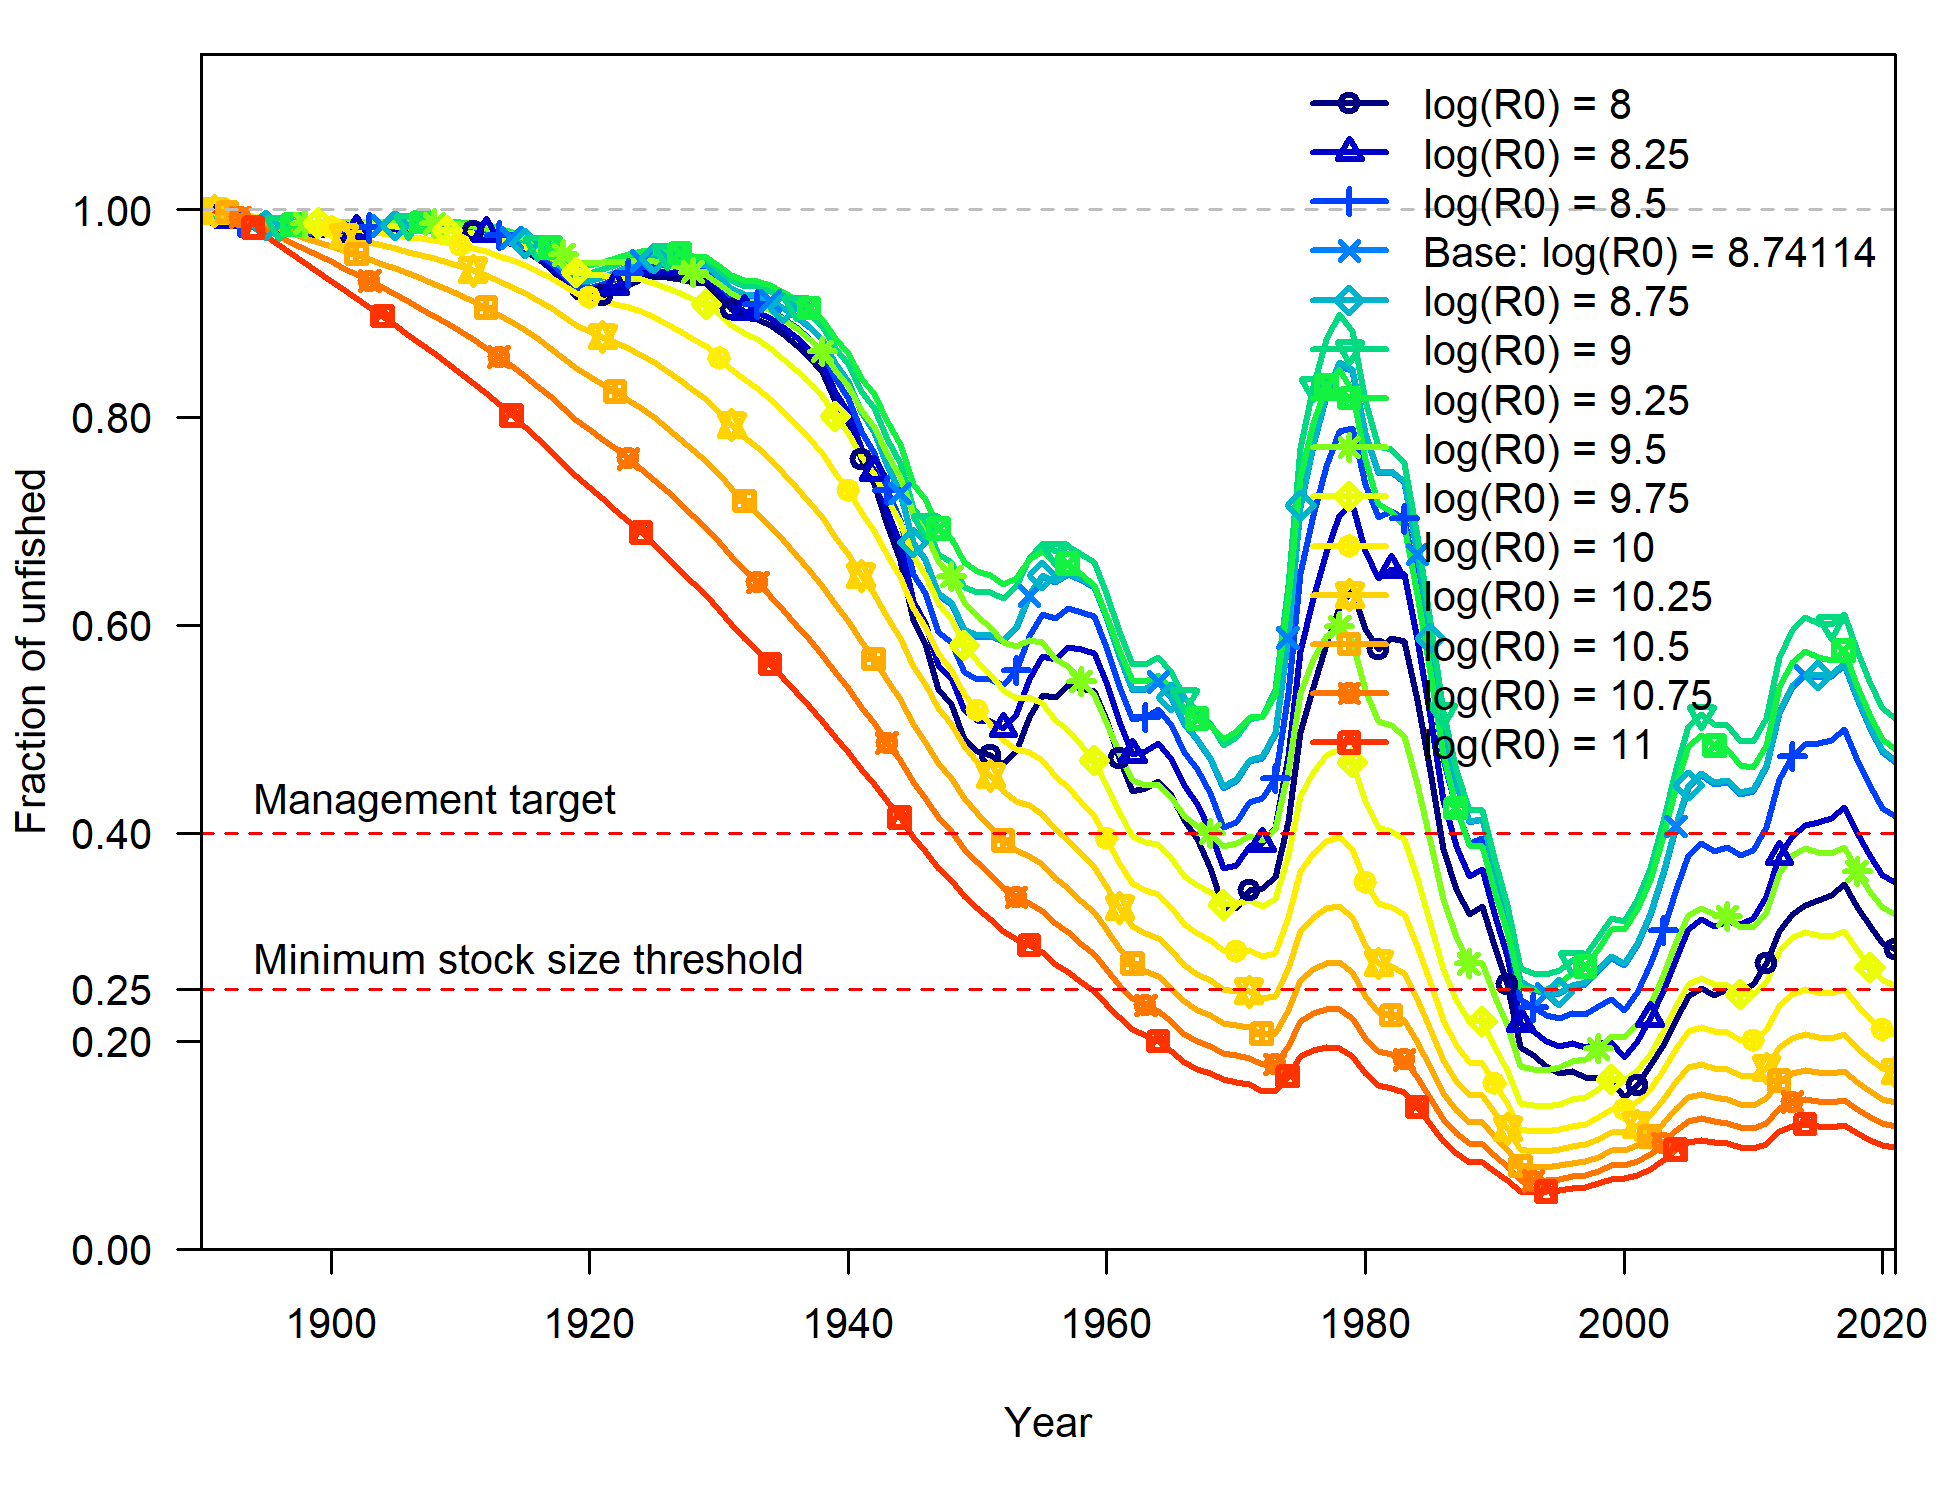 log(R0) = 8
log(R0) = 8.25
log(R0) = 8.5
Base: log(R0) = 8.74114
log(R0) = 8.75
log(R0) = 9
log(R0) = 9.25
log(R0) = 9.5
log(R0) = 9.75
log(R0) = 10
log(R0) = 10.25
log(R0) = 10.5
log(R0) = 10.75
log(R0) = 11
1.00
0.80
0.60
0.40
0.25
0.20
0.00
Fraction of unfished
Management target
Minimum stock size threshold
1900
1920
1940
1960
1980
2000
2020
Year